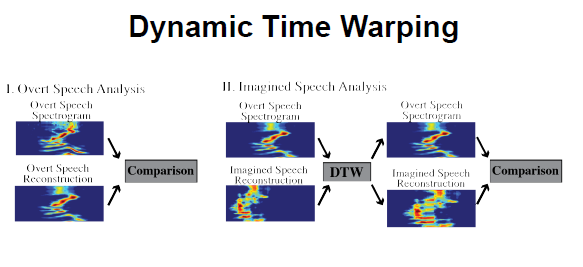 Dynamic Time Warping
I. Overt Speech Analysis
Overt Speech
Spectrogram
Overt Speech
Reconstruction
Comparison
II. Imagined Speech Analysis
Overt Speech
Spectrogram
Imagined Speech
Reconstruction
DTW
Overt Speech
Spectrogram
Imagined Speech
Reconstruction
Comparison